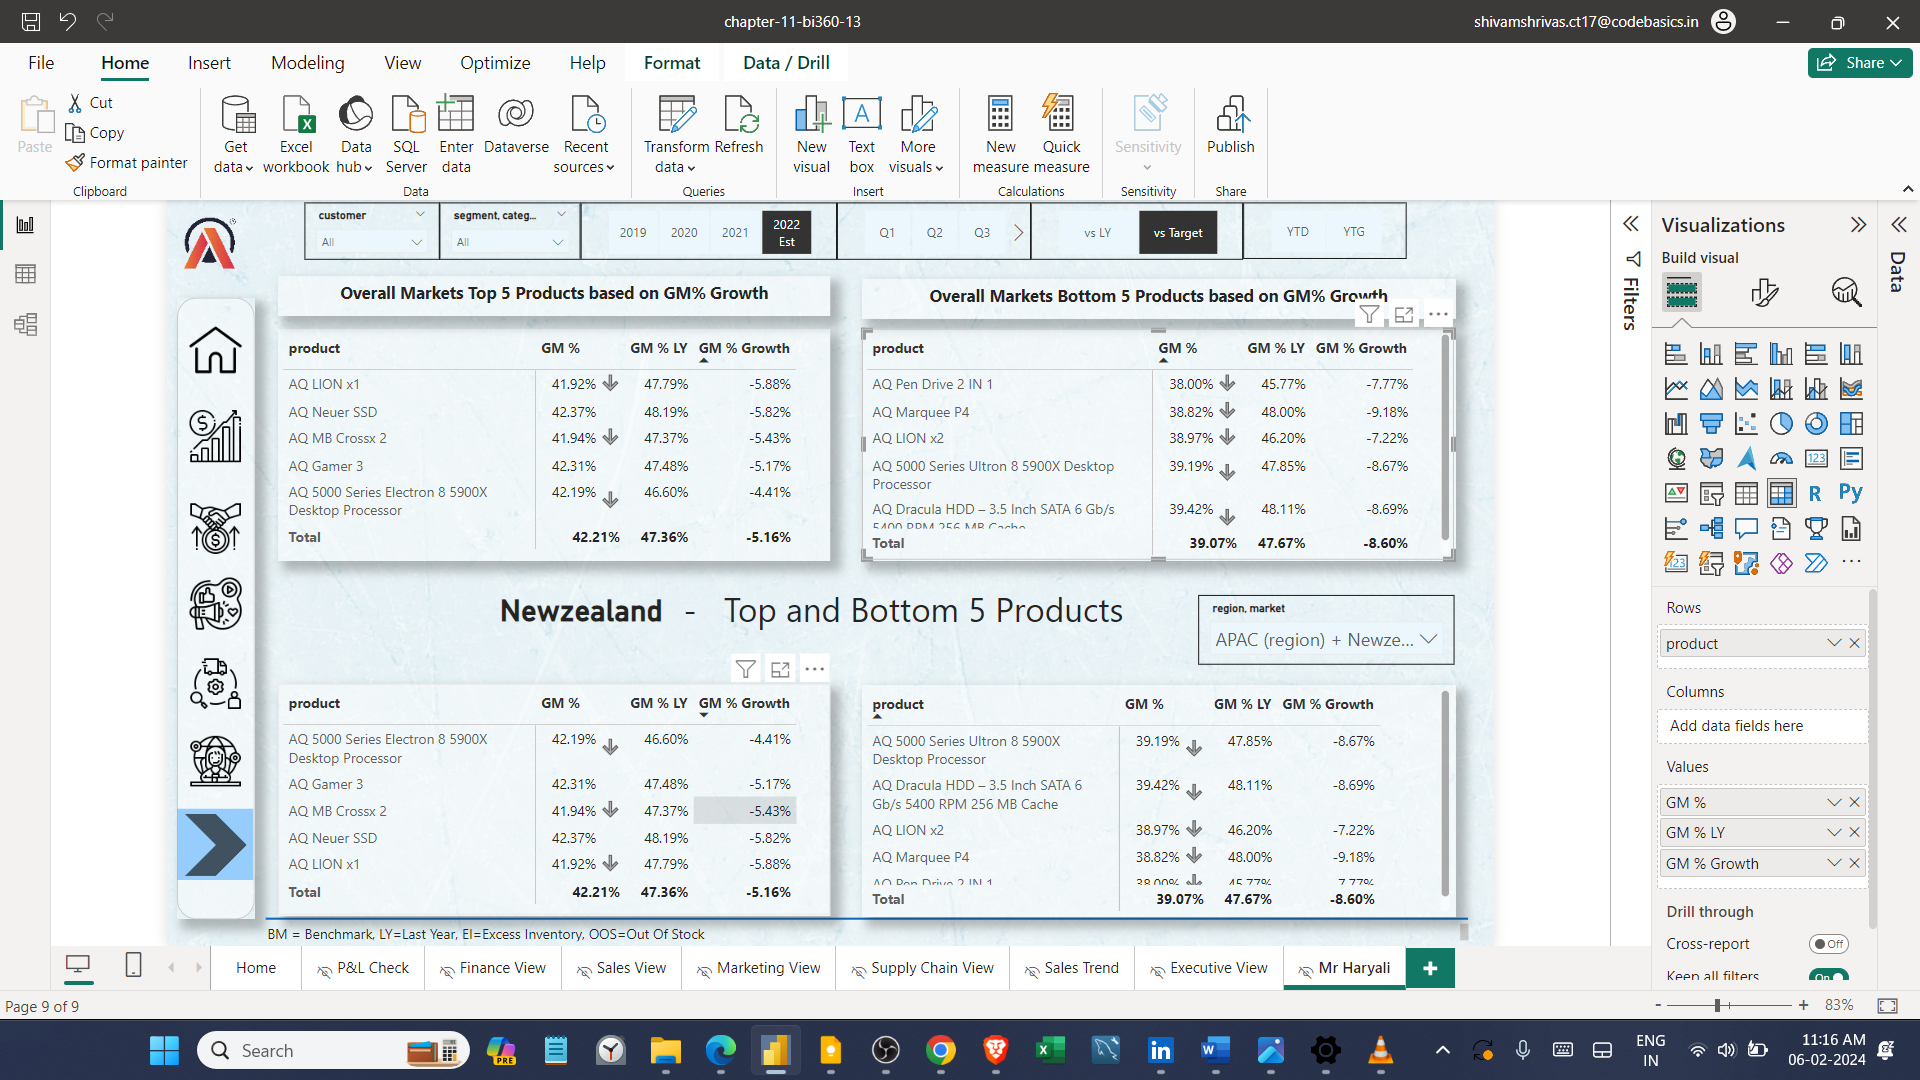 chapter-11-bi360-13
shivamshrivas.ct17@codebasics.in
File Home Insert Modeling View Optimize Help Format Data / Drill
Share
Paste
Cut
Copy
Format painter
Clipboard
Get data
Excel workbook
Data hub
SQL Server
Enter data
Dataverse
Recent sources
Data
Transform data
Refresh
Queries
New visual
Text box
More visuals
Insert
New measure
Quick measure
Calculations
Sensitivity
Sensitivity
Publish
Share
customer
All
segment, categ...
All
2019 2020 2021 2022 Est
Q1 Q2 Q3
vs LY vs Target
YTD YTG
Overall Markets Top 5 Products based on GM% Growth
product GM % GM % LY GM % Growth
AQ LION x1 41.92% 47.79% -5.88%
AQ Neuer SSD 42.37% 48.19% -5.82%
AQ MB Crossx 2 41.94% 47.37% -5.43%
AQ Gamer 3 42.31% 47.48% -5.17%
AQ 5000 Series Electron 8 5900X 42.19% 46.60% -4.41%
Desktop Processor
Total 42.21% 47.36% -5.16%
Overall Markets Bottom 5 Products based on GM% Growth
product GM % GM % LY GM % Growth
AQ Pen Drive 2 IN 1 38.00% 45.77% -7.77%
AQ Marquee P4 38.82% 48.00% -9.18%
AQ LION x2 38.97% 46.20% -7.22%
AQ 5000 Series Ultron 8 5900X Desktop 39.19% 47.85% -8.67%
Processor
AQ Dracula HDD – 3.5 Inch SATA 6 Gb/s 39.42% 48.11% -8.69%
5400 RPM 256 MB Cache
Total 39.07% 47.67% -8.60%
Newzealand - Top and Bottom 5 Products
region, market
APAC (region) + Newze...
product GM % GM % LY GM % Growth
AQ 5000 Series Electron 8 5900X 42.19% 46.60% -4.41%
Desktop Processor
AQ Gamer 3 42.31% 47.48% -5.17%
AQ MB Crossx 2 41.94% 47.37% -5.43%
AQ Neuer SSD 42.37% 48.19% -5.82%
AQ LION x1 41.92% 47.79% -5.88%
Total 42.21% 47.36% -5.16%
product GM % GM % LY GM % Growth
AQ 5000 Series Ultron 8 5900X 39.19% 47.85% -8.67%
Desktop Processor
AQ Dracula HDD – 3.5 Inch SATA 6 39.42% 48.11% -8.69%
Gb/s 5400 RPM 256 MB Cache
AQ LION x2 38.97% 46.20% -7.22%
AQ Marquee P4 38.82% 48.00% -9.18%
AQ Pen Drive 2 IN 1 38.00% 45.77% -7.77%
Total 39.07% 47.67% -8.60%
BM = Benchmark, LY=Last Year, EI=Excess Inventory, OOS=Out Of Stock
Filters
Visualizations
Build visual
123
R
Py
123
Rows
product
Columns
Add data fields here
Values
GM %
GM % LY
GM % Growth
Drill through
Cross-report Off
Keep all filters On
Data
Home P&L Check Finance View Sales View Marketing View Supply Chain View Sales Trend Executive View Mr Haryali
Page 9 of 9
- + 83%
Search
PRE
ENG
IN
11:16 AM
06-02-2024